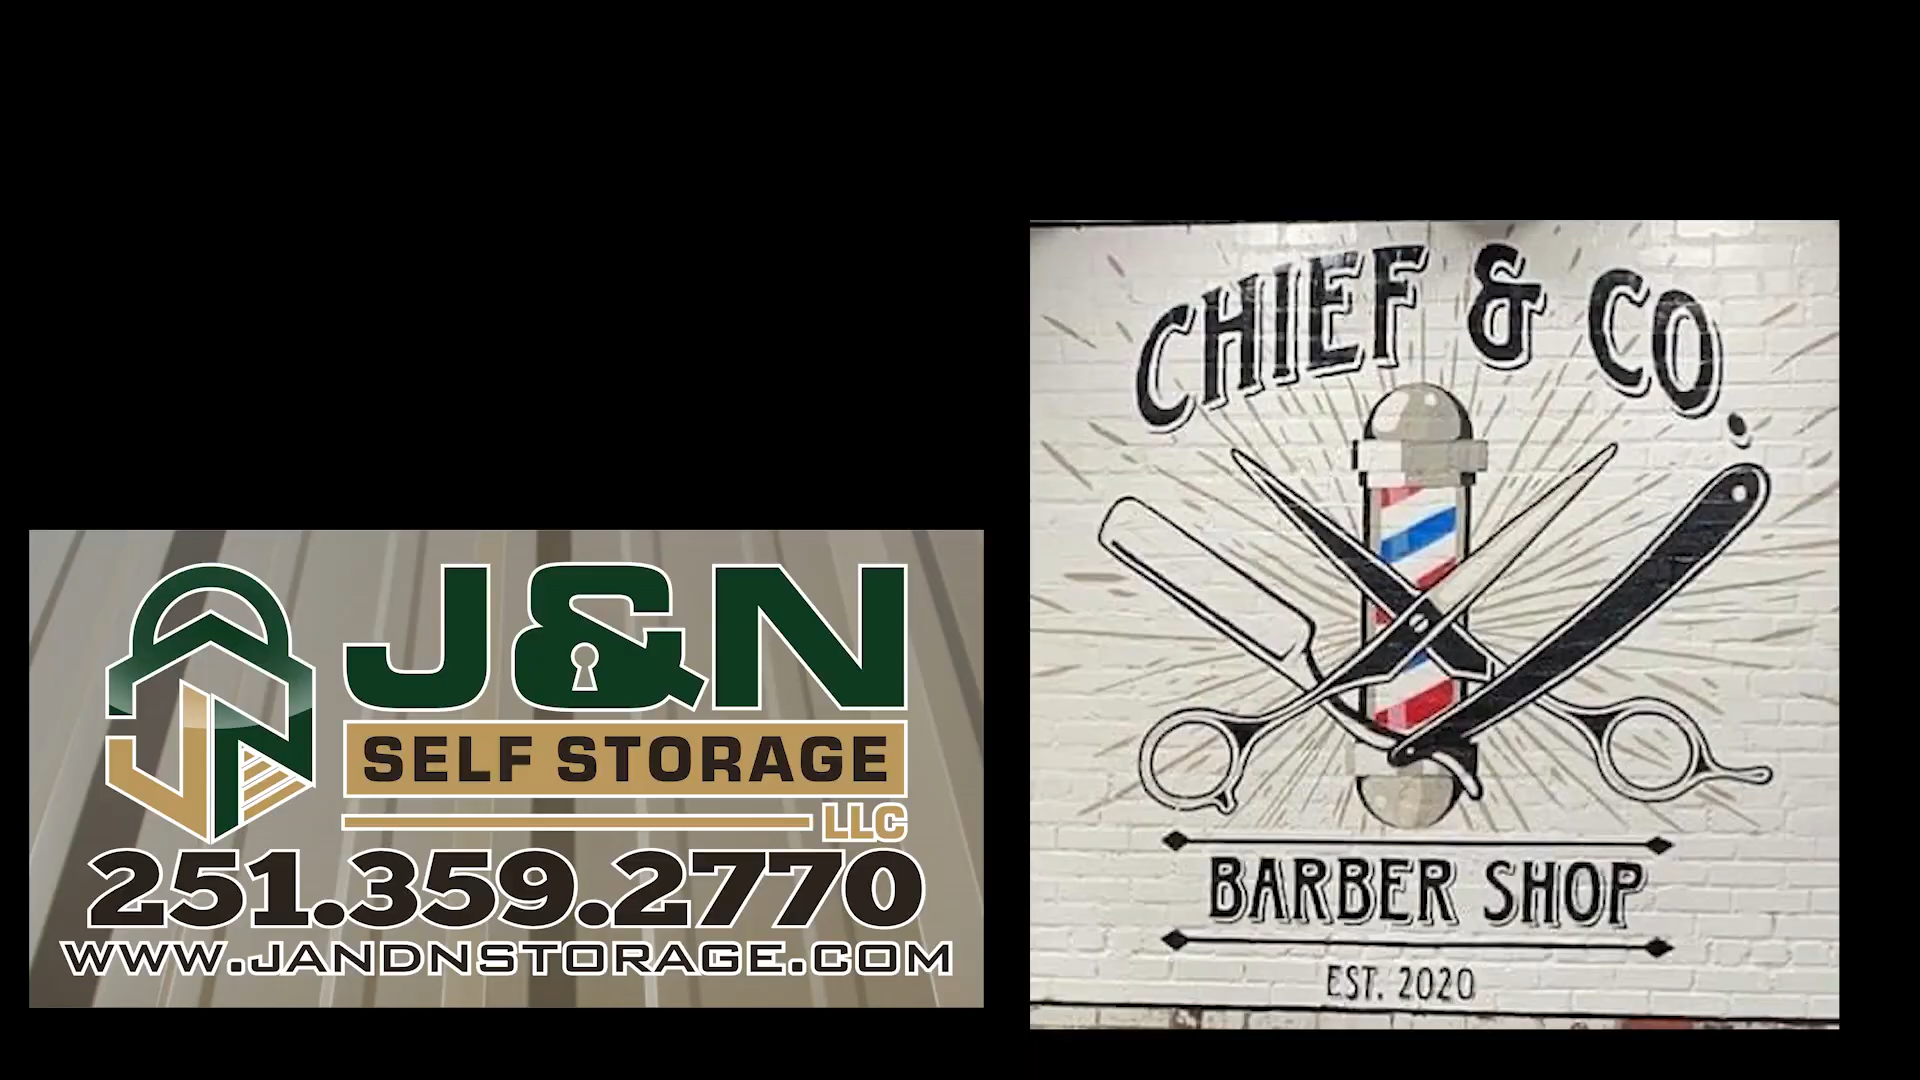 J&N
SELF STORAGE
LLC
251.359.2770
WWW.JANDNSTORAGE.COM
CHIEF & CO.
BARBER SHOP
EST. 2020